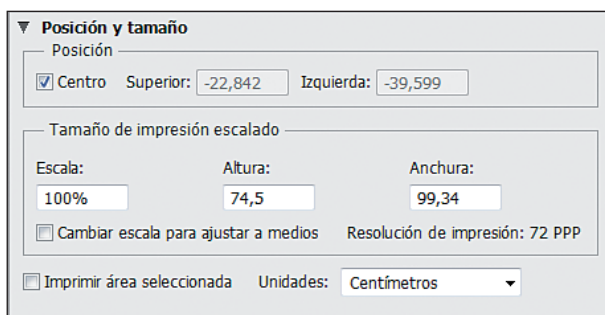 Posición y tamaño
Posición
Centro Superior: -22,842 Izquierda: -39,599
Tamaño de impresión escalado
Escala: Altura: Anchura:
100% 74,5 99,34
Cambiar escala para ajustar a medios Resolución de impresión: 72 PPP
Imprimir área seleccionada Unidades: Centímetros